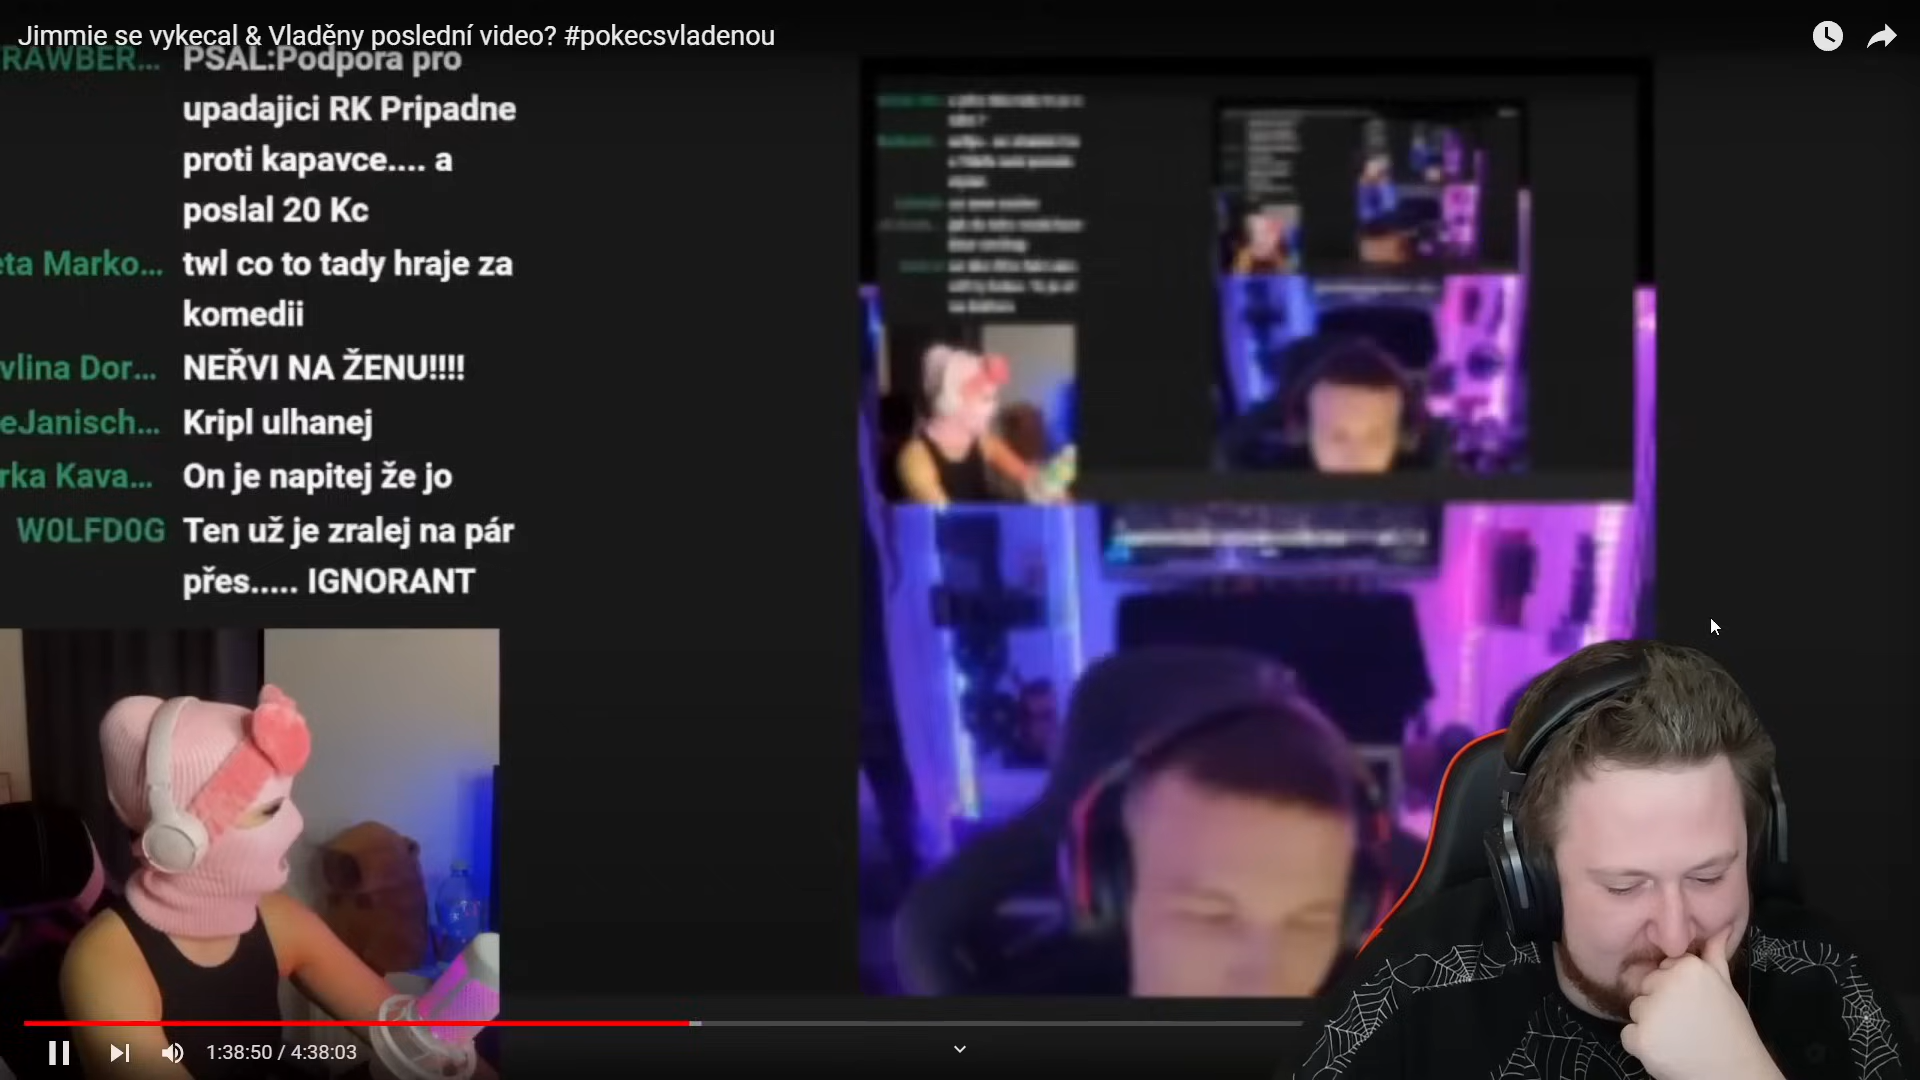 Jimmie se vykecal & Vladěny poslední video? #pokecsvladenou
RAWBER... PSAL:Podpora pro
upadajici RK Pripadne
proti kapavce.... a
poslal 20 Kc
eta Marko... twl co to tady hraje za
komedii
vlina Dor... NEŘVI NA ŽENU!!!!
eJanisch... Kripl ulhanej
rka Kava... On je napitej že jo
W0LFD0G Ten už je zralej na pár
přes..... IGNORANT
1:38:50 / 4:38:03